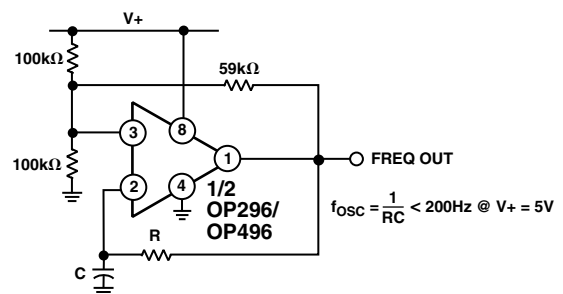 V+
100kΩ
59kΩ
3
8
1
FREQ OUT
100kΩ
2
4
1/2
OP296/
OP496
fOSC = 1/RC < 200Hz @ V+ = 5V
R
C